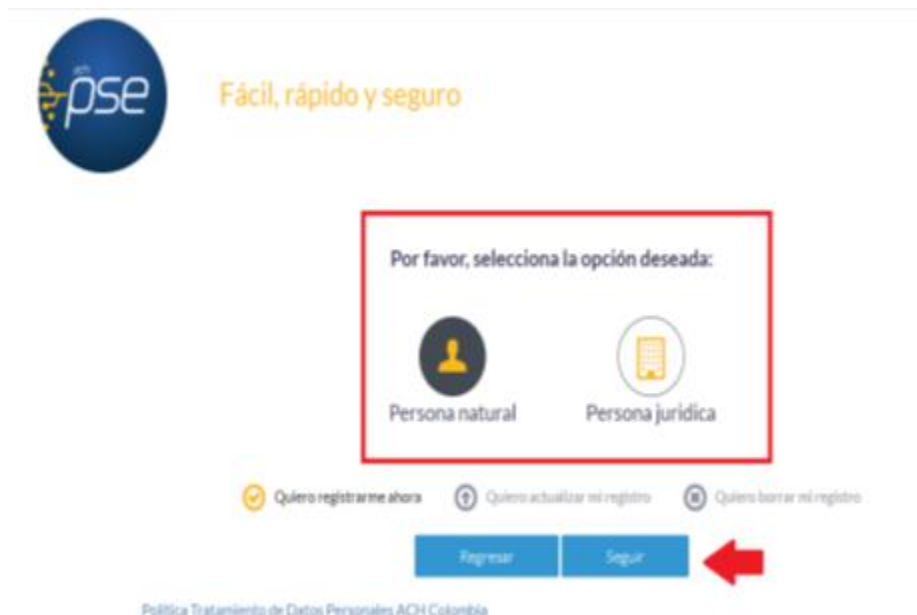 ach
pse
Fácil, rápido y seguro
Por favor, selecciona la opción deseada:
Persona natural
Persona juridica
Quiero registrarme ahora
Quiero actualizar mi registro
Quiero borrar mi registro
Regresar
Seguir
Política Tratamiento de Datos Personales ACH Colombia